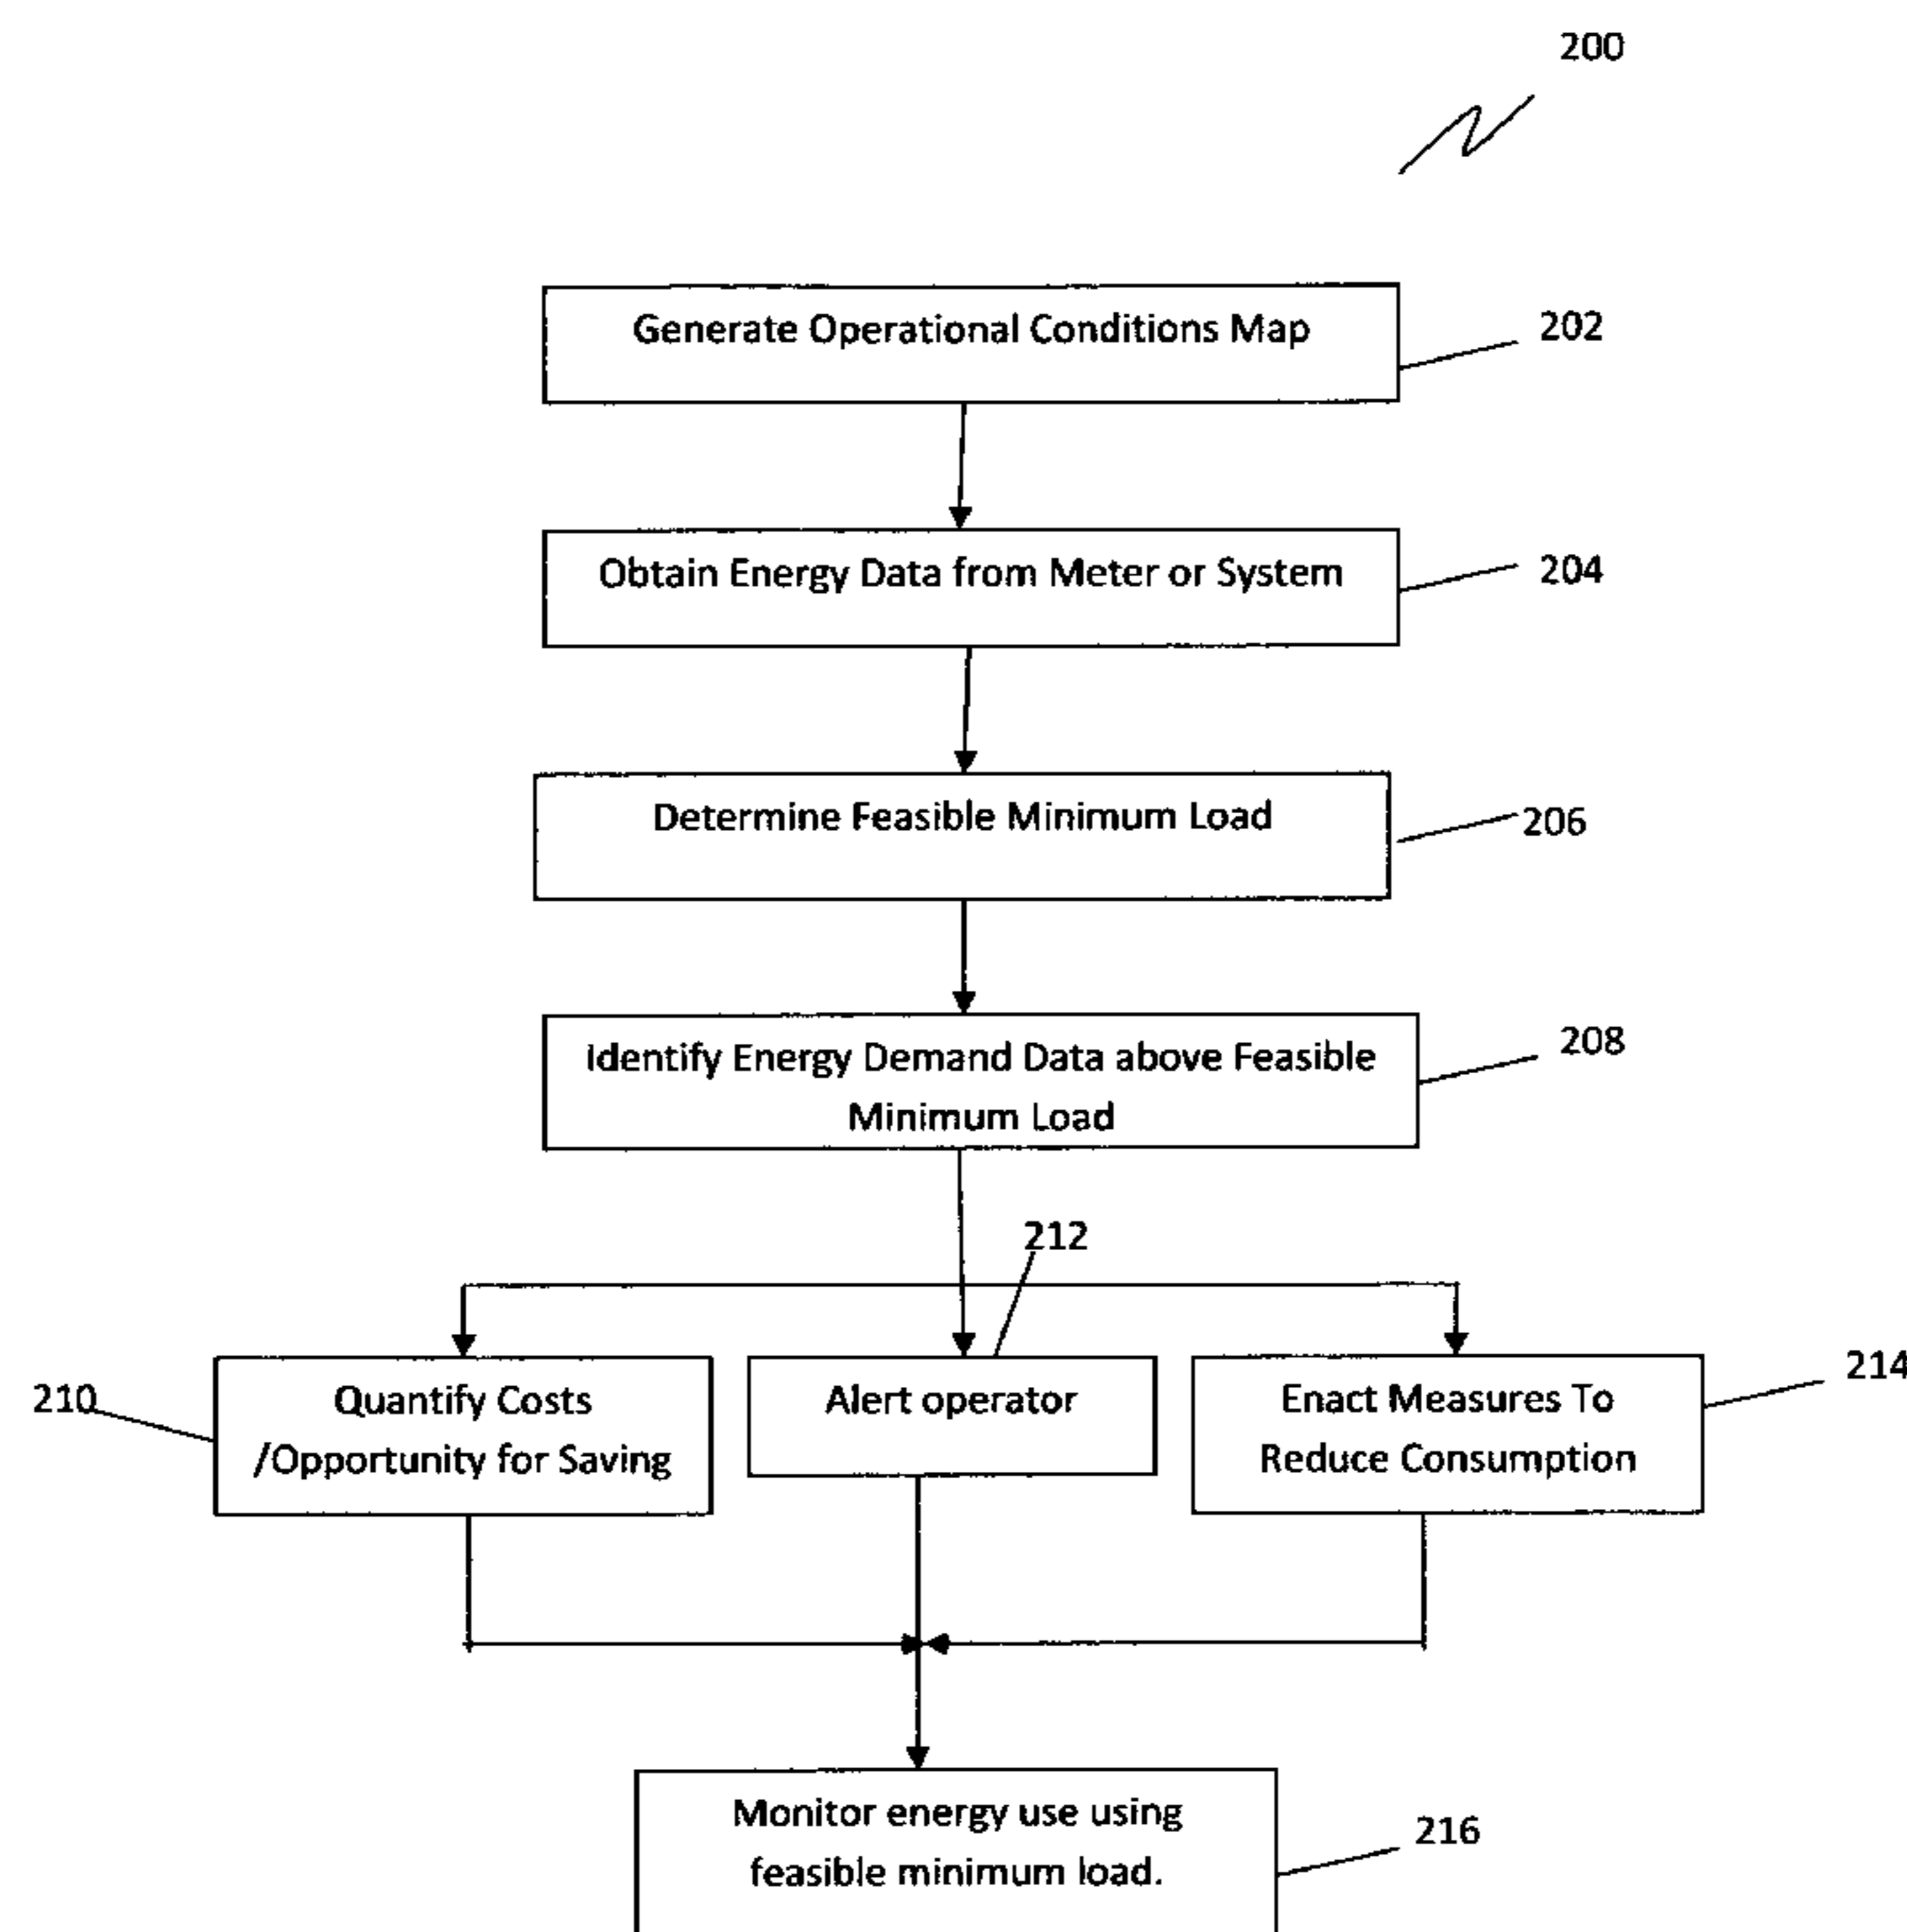 200
Generate Operational Conditions Map
202
Obtain Energy Data from Meter or System
204
Determine Feasible Minimum Load
206
Identify Energy Demand Data above Feasible
Minimum Load
208
212
210
Quantify Costs
/Opportunity for Saving
Alert operator
Enact Measures To
Reduce Consumption
214
Monitor energy use using
feasible minimum load.
216